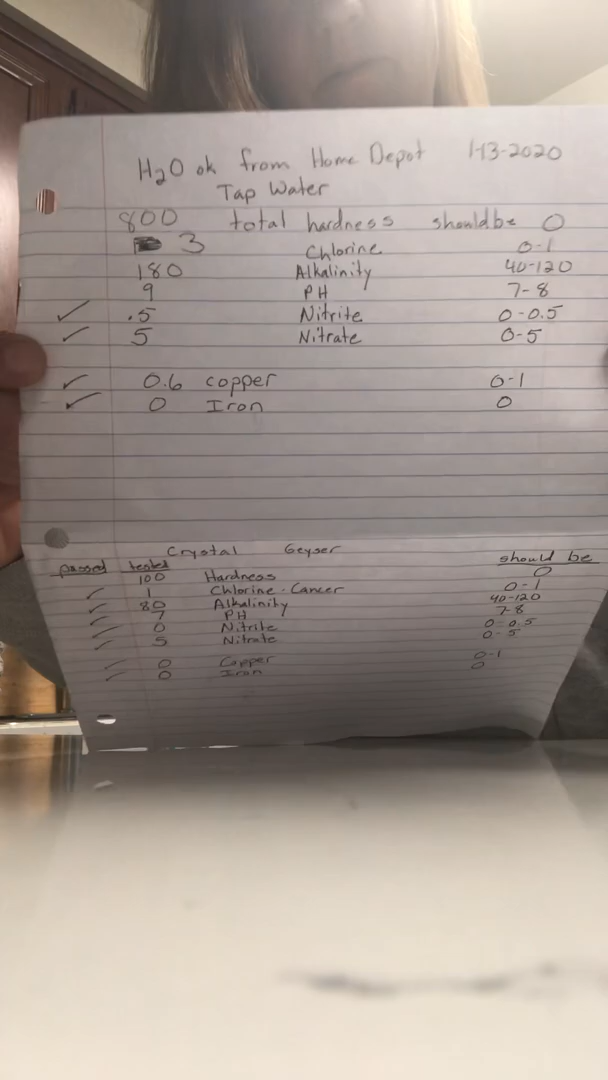 H2O ok from Home Depot 1-13-2020
Tap Water
800 total hardness should be 0
3 Chlorine 0-1
180 Alkalinity 40-120
9 PH 7-8
✓ .5 Nitrite 0-0.5
✓ 5 Nitrate 0-5
✓ 0.6 copper 0-1
✓ 0 Iron 0
Crystal Geyser
passed tested should be
100 Hardness 0
✓ 1 Chlorine - Cancer 0-1
✓ 80 Alkalinity 40-120
✓ 7 PH 7-8
✓ 0 Nitrite 0-0.5
✓ 5 Nitrate 0-5
✓ 0 Copper 0-1
✓ 0 Iron 0